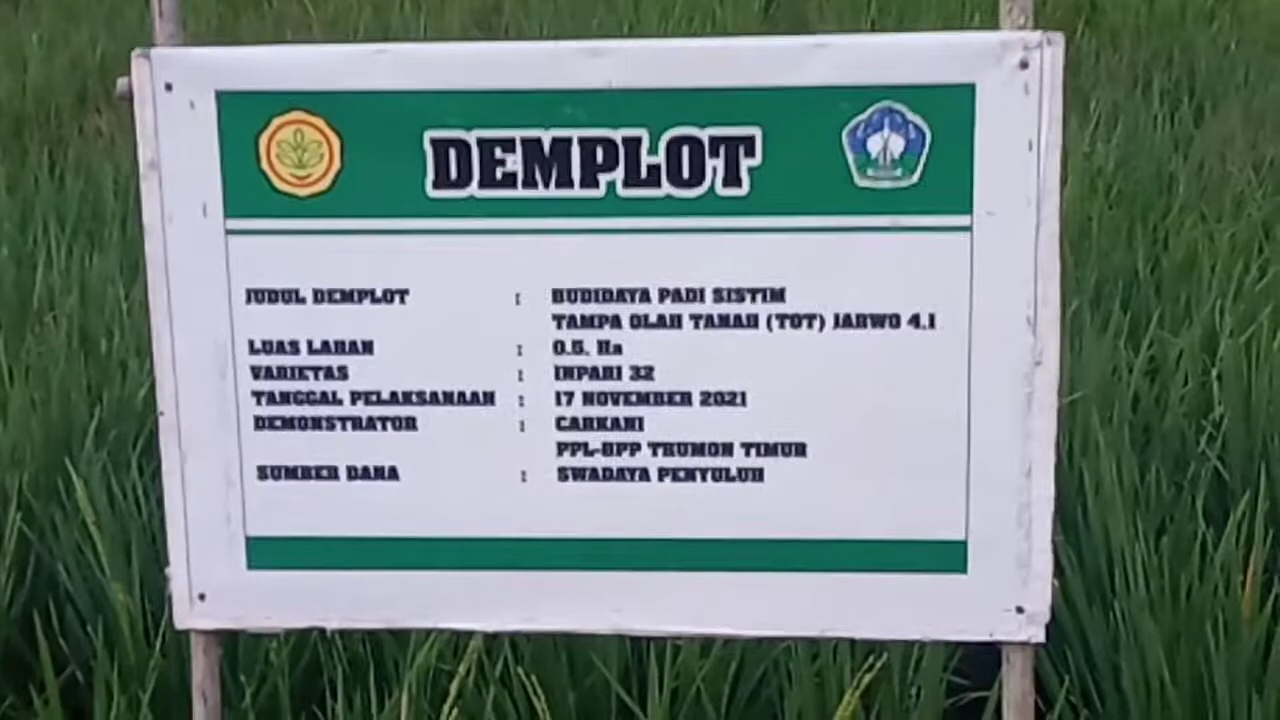 DEMPLOT
JUDUL DEMPLOT : BUDIDAYA PADI SISTIM
TAMPA OLAH TANAH (TOT) JARWO 4.1
LUAS LAHAN : 0.5. Ha
VARIETAS : INPARI 32
TANGGAL PELAKSANAAN : 17 NOVEMBER 2021
DEMONSTRATOR : CARKANI
PPL-BPP TRUMON TIMUR
SUMBER DANA : SWADAYA PENYULUH